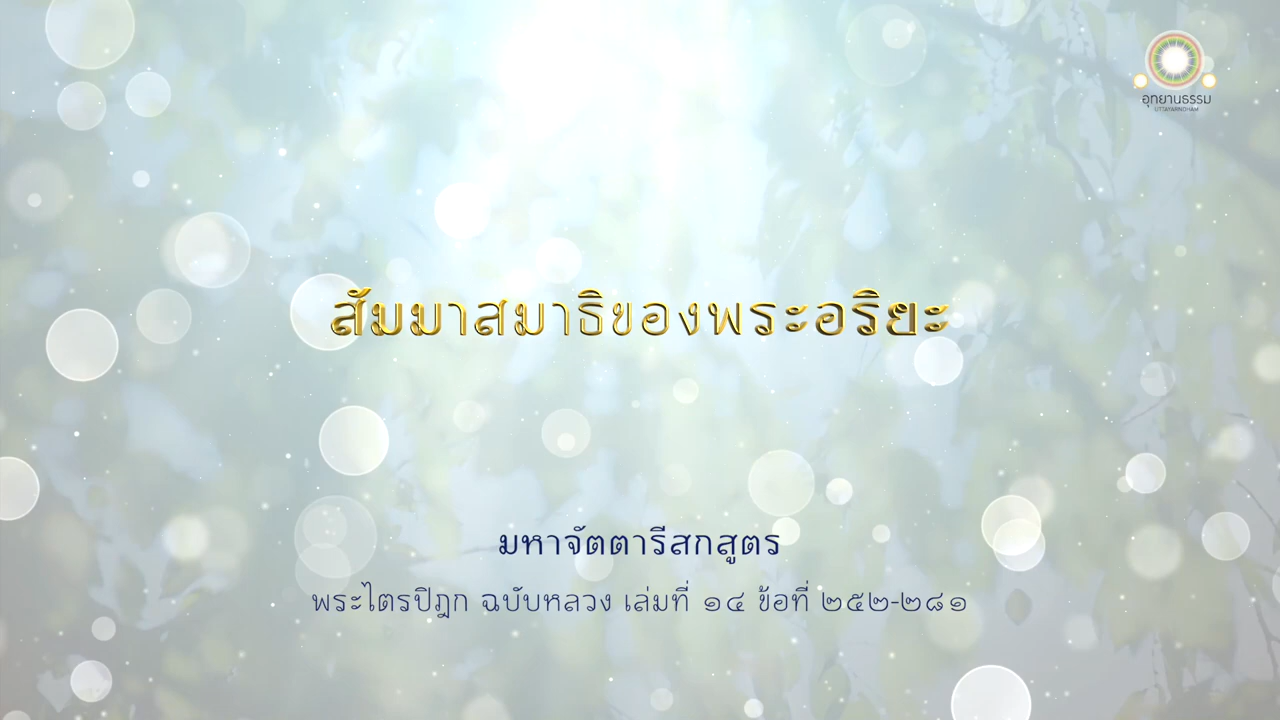 อุทยานธรรม
UTTAYARNDHAM
สัมมาสมาธิของพระอริยะ
มหาจัตตารีสกสูตร
พระไตรปิฎก ฉบับหลวง เล่มที่ ๑๔ ข้อที่ ๒๕๒-๒๘๑